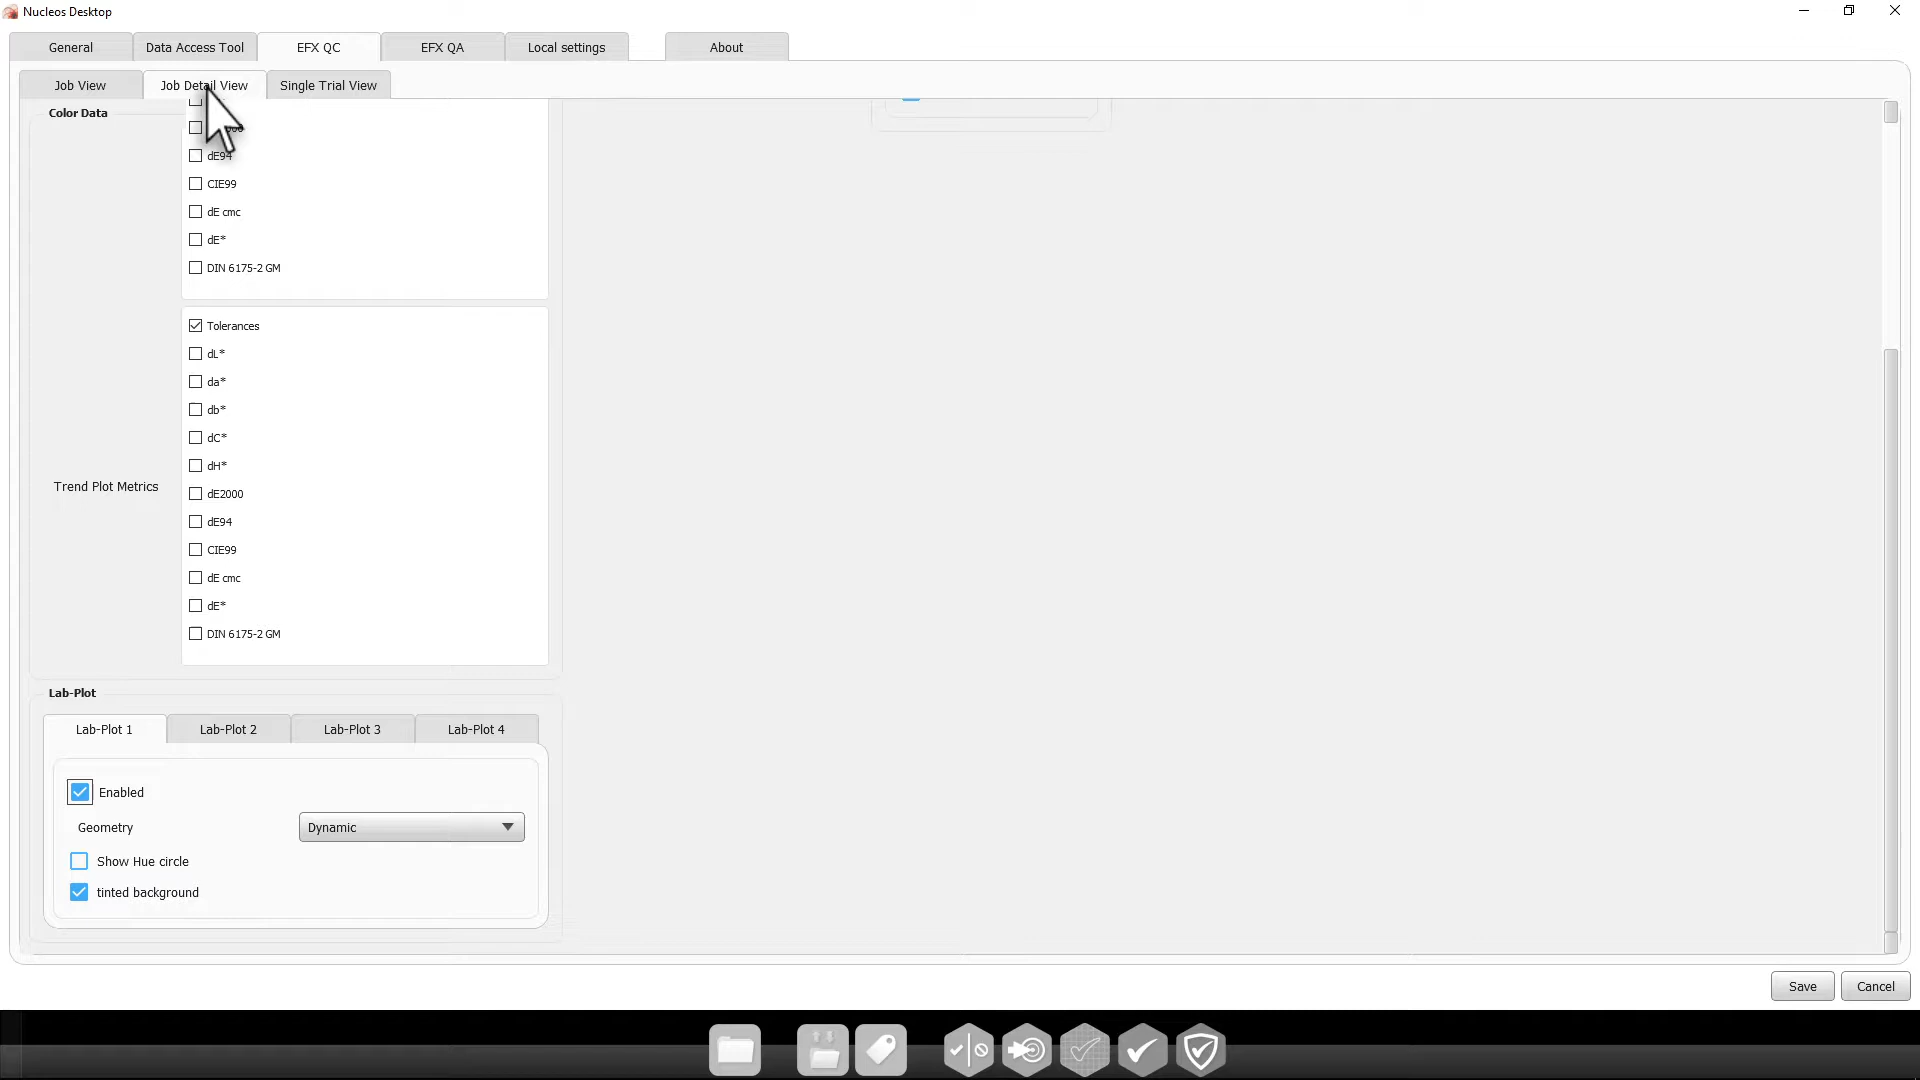 Nucleos Desktop
General
Data Access Tool
EFX QC
EFX QA
Local settings
About
Job View
Job Detail View
Single Trial View
Color Data
dE94
CIE99
dE cmc
dE*
DIN 6175-2 GM
Tolerances
dL*
da*
db*
dC*
dH*
Trend Plot Metrics
dE2000
dE94
CIE99
dE cmc
dE*
DIN 6175-2 GM
Lab-Plot
Lab-Plot 1
Lab-Plot 2
Lab-Plot 3
Lab-Plot 4
Enabled
Geometry
Dynamic
Show Hue circle
tinted background
Save
Cancel